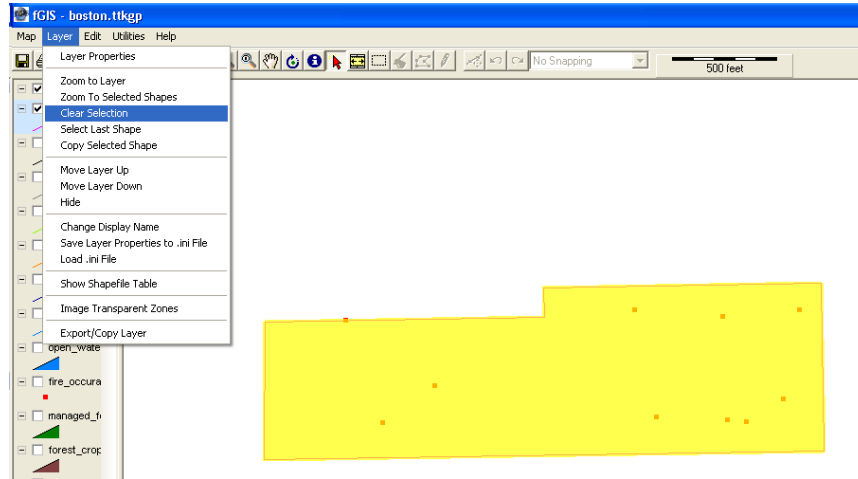 fGIS - boston.ttkgp
Map Layer Edit Utilities Help
No Snapping
500 feet
Layer Properties
Zoom to Layer
Zoom To Selected Shapes
Clear Selection
Select Last Shape
Copy Selected Shape
Move Layer Up
Move Layer Down
Hide
Change Display Name
Save Layer Properties to .ini File
Load .ini File
Show Shapefile Table
Image Transparent Zones
Export/Copy Layer
open_wate
fire_occura
managed_f
forest_crop